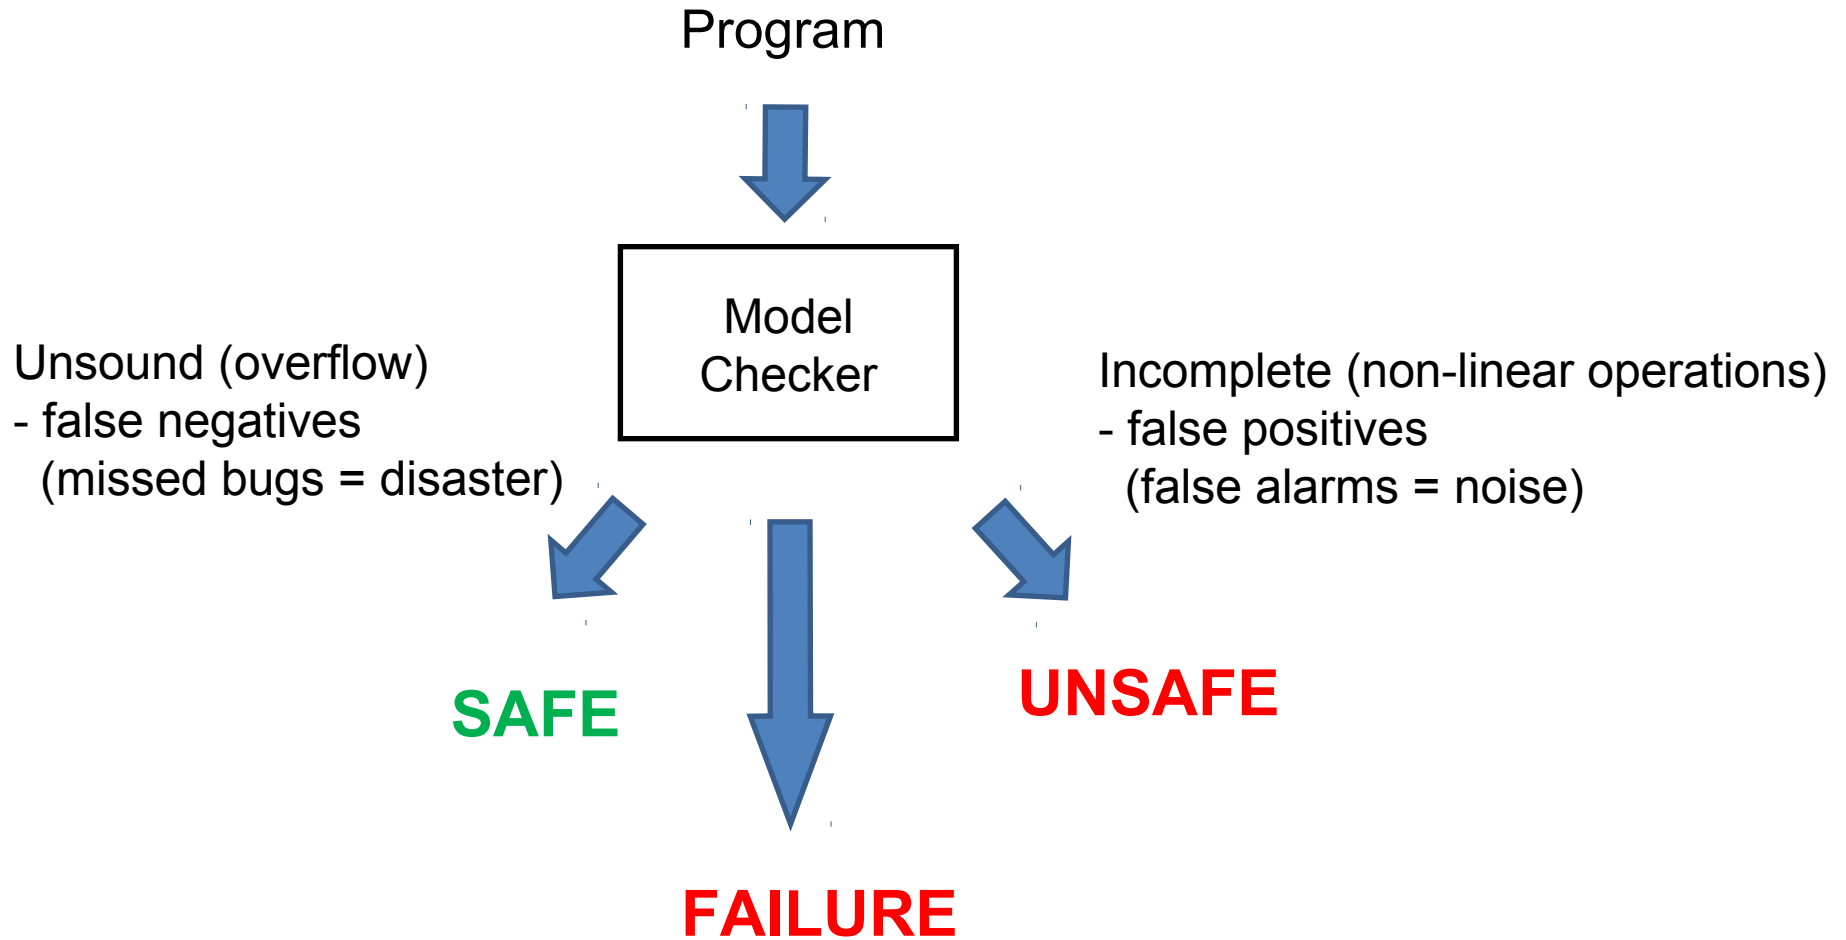 Program
Model
Checker
Unsound (overflow)
- false negatives
(missed bugs = disaster)
Incomplete (non-linear operations)
- false positives
(false alarms = noise)
SAFE
UNSAFE
FAILURE